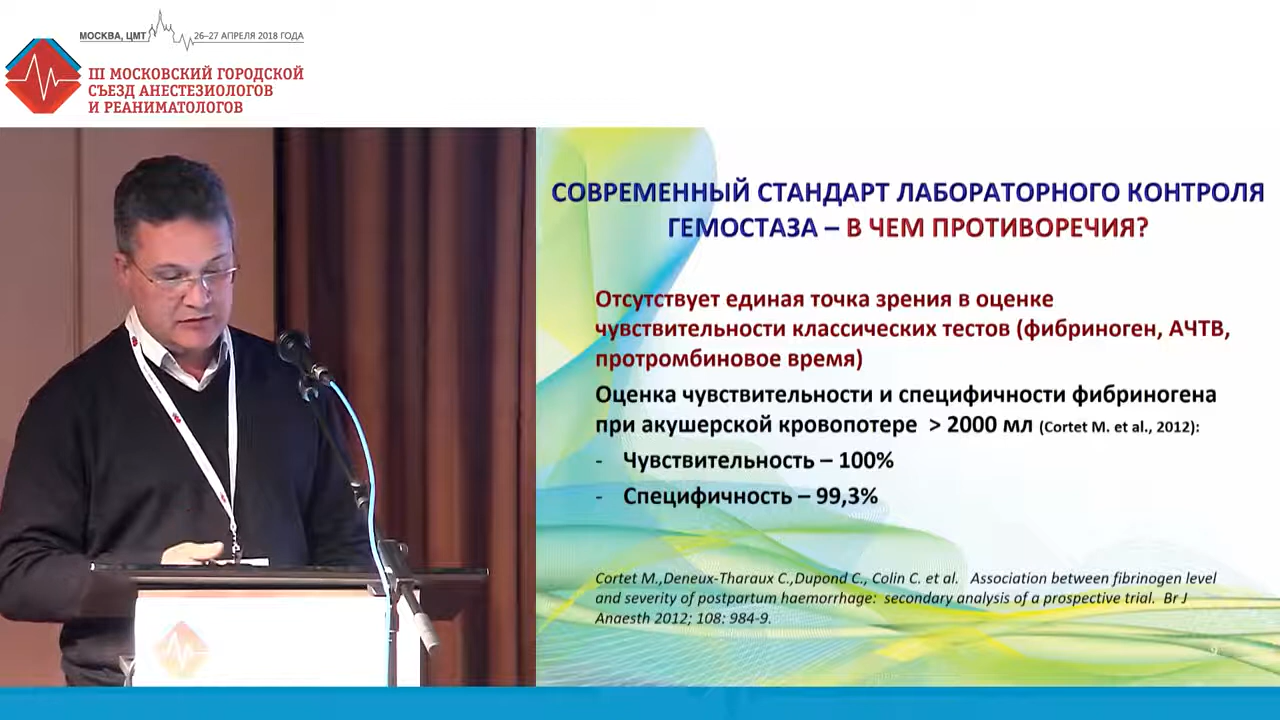 МОСКВА, ЦМТ 26–27 АПРЕЛЯ 2018 ГОДА
III МОСКОВСКИЙ ГОРОДСКОЙ
СЪЕЗД АНЕСТЕЗИОЛОГОВ
И РЕАНИМАТОЛОГОВ
СОВРЕМЕННЫЙ СТАНДАРТ ЛАБОРАТОРНОГО КОНТРОЛЯ
ГЕМОСТАЗА – В ЧЕМ ПРОТИВОРЕЧИЯ?
Отсутствует единая точка зрения в оценке
чувствительности классических тестов (фибриноген, АЧТВ,
протромбиновое время)
Оценка чувствительности и специфичности фибриногена
при акушерской кровопотере > 2000 мл (Cortet M. et al., 2012):
- Чувствительность – 100%
- Специфичность – 99,3%
Cortet M.,Deneux-Tharaux C.,Dupond C., Colin C. et al. Association between fibrinogen level
and severity of postpartum haemorrhage: secondary analysis of a prospective trial. Br J
Anaesth 2012; 108: 984-9.
9